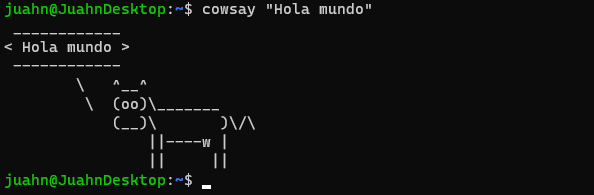 juahn@JuahnDesktop:~$ cowsay "Hola mundo"
 ____________
< Hola mundo >
 ------------
        \   ^__^
         \  (oo)\_______
            (__)\       )\/\
                ||----w |
                ||     ||
juahn@JuahnDesktop:~$